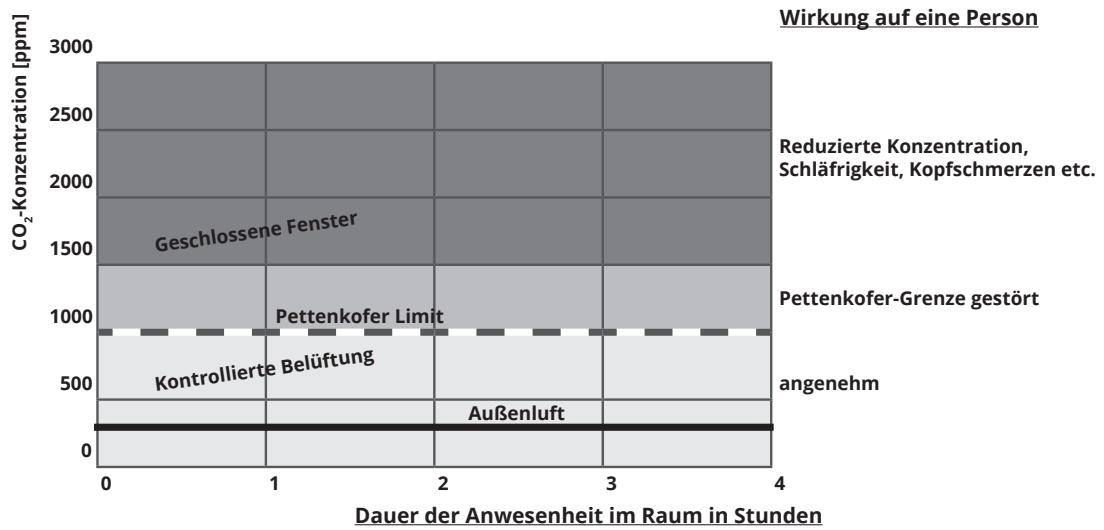 Wirkung auf eine Person
CO₂-Konzentration [ppm]
3000
2500
2000
1500
1000
500
0
Geschlossene Fenster
Pettenkofer Limit
Kontrollierte Belüftung
Außenluft
Reduzierte Konzentration,
Schläfrigkeit, Kopfschmerzen etc.
Pettenkofer-Grenze gestört
angenehm
0 1 2 3 4
Dauer der Anwesenheit im Raum in Stunden